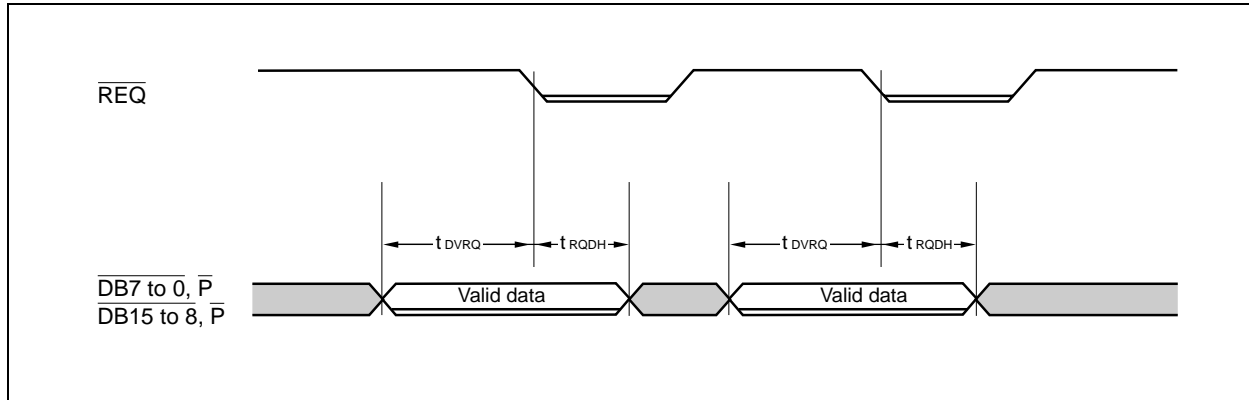 REQ
t DVRQ t RQDH t DVRQ t RQDH
DB7 to 0, P
DB15 to 8, P
Valid data Valid data